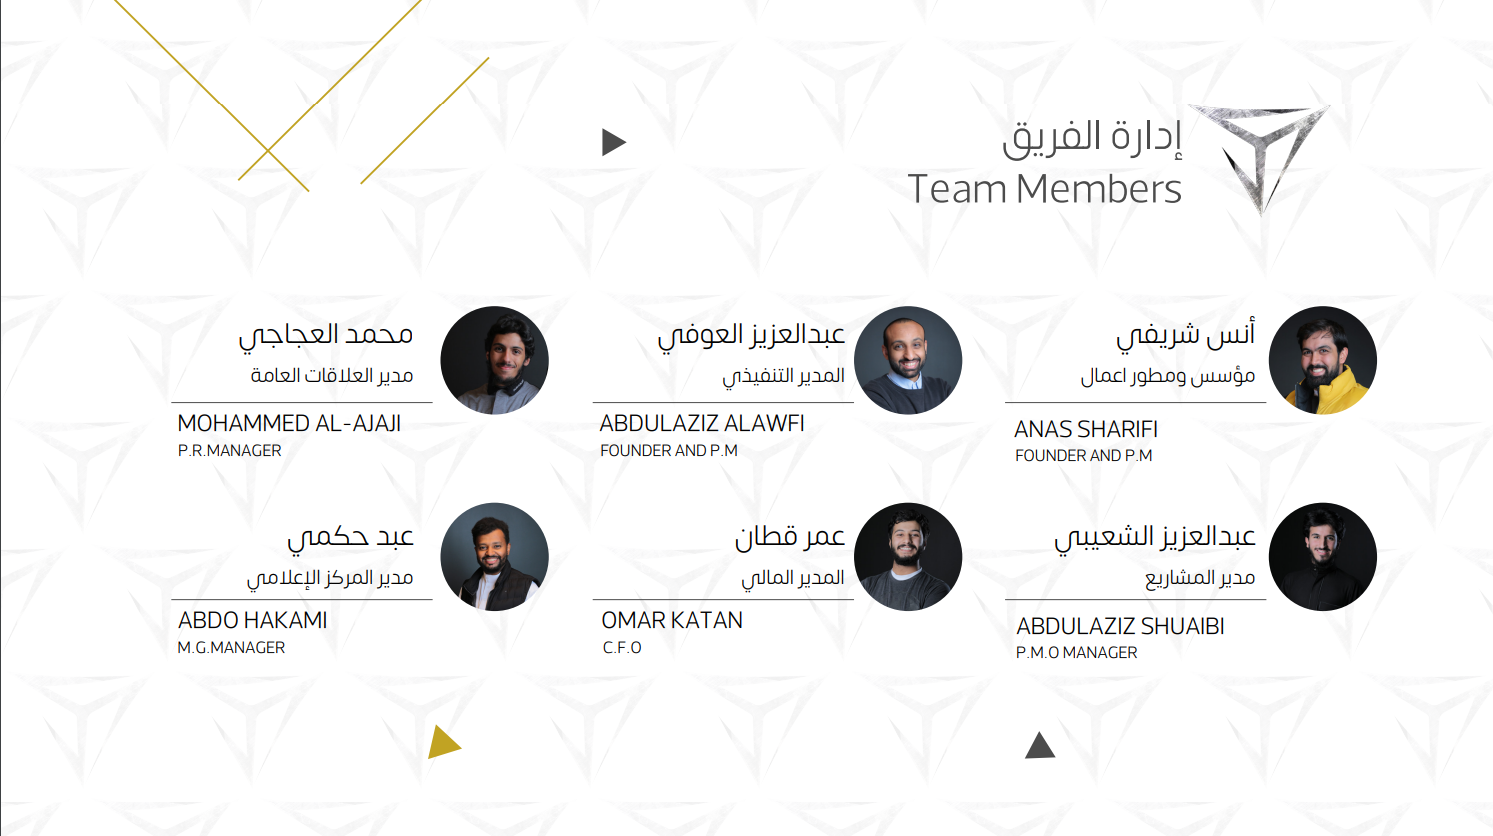 إدارة الفريق
Team Members
أنس شريفي
مؤسس ومطور اعمال
ANAS SHARIFI
FOUNDER AND P.M
عبدالعزيز العوفي
المدير التنفيذي
ABDULAZIZ ALAWFI
FOUNDER AND P.M
محمد العجاجي
مدير العلاقات العامة
MOHAMMED AL-AJAJI
P.R.MANAGER
عبدالعزيز الشعيبي
مدير المشاريع
ABDULAZIZ SHUAIBI
P.M.O MANAGER
عمر قطان
المدير المالي
OMAR KATAN
C.F.O
عبد حكمي
مدير المركز الإعلامي
ABDO HAKAMI
M.G.MANAGER